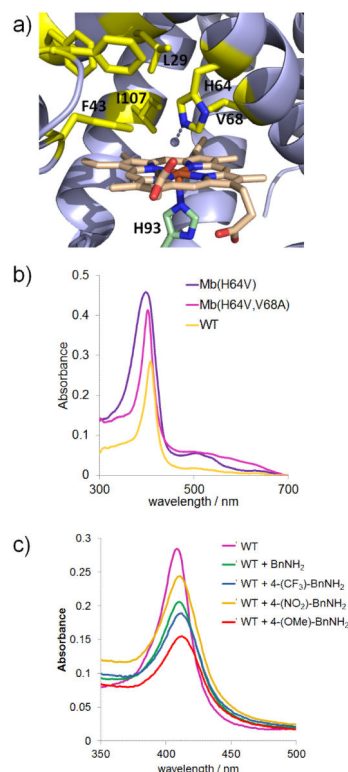 a)
L29
H64
I107
F43
V68
H93
b)
0.5
Mb(H64V)
Mb(H64V,V68A)
WT
0.4
0.3
0.2
0.1
0
Absorbance
300
500
700
wavelength / nm
c)
0.3
WT
WT + BnNH₂
WT + 4-(CF₃)-BnNH₂
WT + 4-(NO₂)-BnNH₂
WT + 4-(OMe)-BnNH₂
0.25
0.2
0.15
0.1
0.05
0
Absorbance
350
400
450
500
wavelength / nm